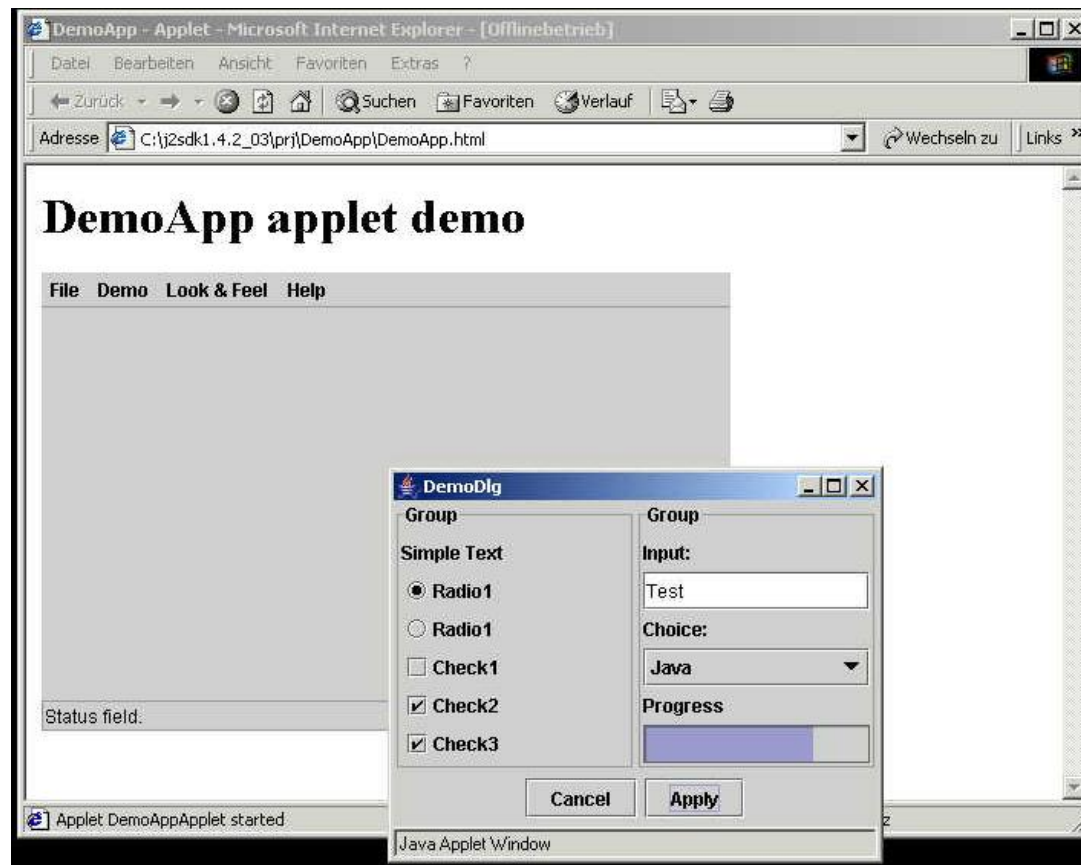 DemoApp - Applet - Microsoft Internet Explorer - [Offlinebetrieb]
Datei Bearbeiten Ansicht Favoriten Extras ?
Zurück Suchen Favoriten Verlauf
Adresse C:\j2sdk1.4.2_03\prj\DemoApp\DemoApp.html Wechseln zu Links »
DemoApp applet demo
File Demo Look & Feel Help
Status field.
DemoDlg
Group
Simple Text
Radio1
Radio1
Check1
Check2
Check3
Group
Input:
Test
Choice:
Java
Progress
Cancel Apply
Java Applet Window
Applet DemoAppApplet started